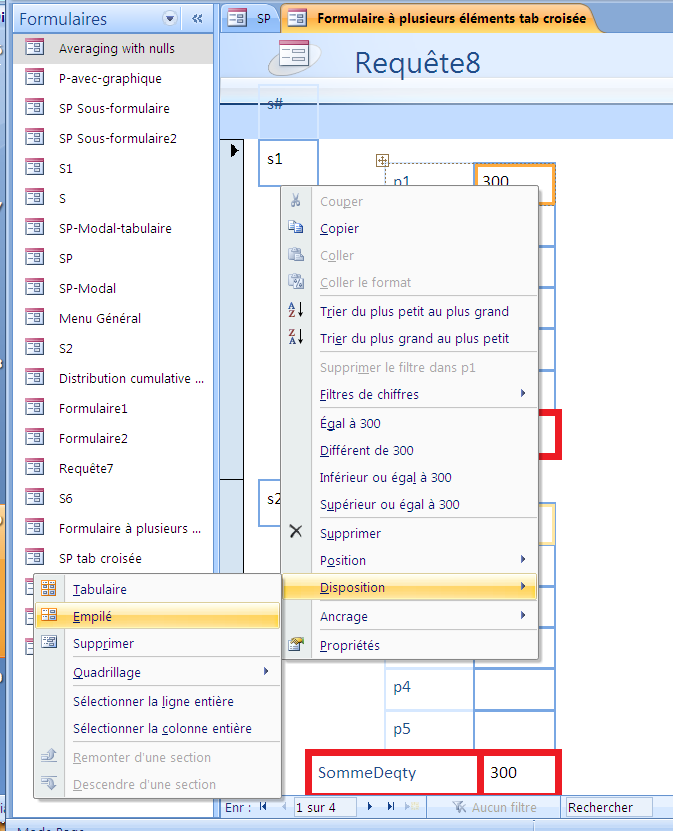 Formulaires
«
SP
Formulaire à plusieurs éléments tab croisée
Averaging with nulls
P-avec-graphique
SP Sous-formulaire
SP Sous-formulaire2
S1
S
SP-Modal-tabulaire
SP
SP-Modal
Menu Général
S2
Distribution cumulative ...
Formulaire1
Formulaire2
Requête7
S6
Formulaire à plusieurs ...
SP tab croisée
Requête8
s#
s1
p1
300
s2
Couper
Copier
Coller
Coller le format
Trier du plus petit au plus grand
Trier du plus grand au plus petit
Supprimer le filtre dans p1
Filtres de chiffres
Égal à 300
Différent de 300
Inférieur ou égal à 300
Supérieur ou égal à 300
Supprimer
Position
Disposition
Ancrage
Propriétés
Tabulaire
Empilé
Supprimer
Quadrillage
Sélectionner la ligne entière
Sélectionner la colonne entière
Remonter d'une section
Descendre d'une section
p4
p5
SommeDeqty
300
Enr :
1 sur 4
Aucun filtre
Rechercher
Mode Page